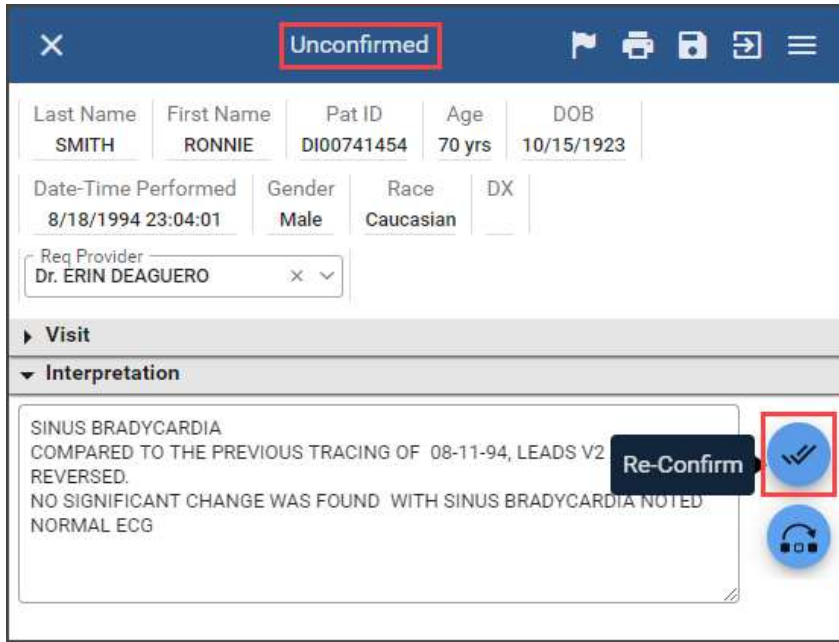 Unconfirmed
Last Name First Name Pat ID Age DOB
SMITH RONNIE DI00741454 70 yrs 10/15/1923
Date-Time Performed Gender Race DX
8/18/1994 23:04:01 Male Caucasian
Req Provider
Dr. ERIN DEAGUERO
Visit
Interpretation
SINUS BRADYCARDIA
COMPARED TO THE PREVIOUS TRACING OF 08-11-94, LEADS V2
REVERSED.
Re-Confirm
NO SIGNIFICANT CHANGE WAS FOUND WITH SINUS BRADYCARDIA NOTED
NORMAL ECG